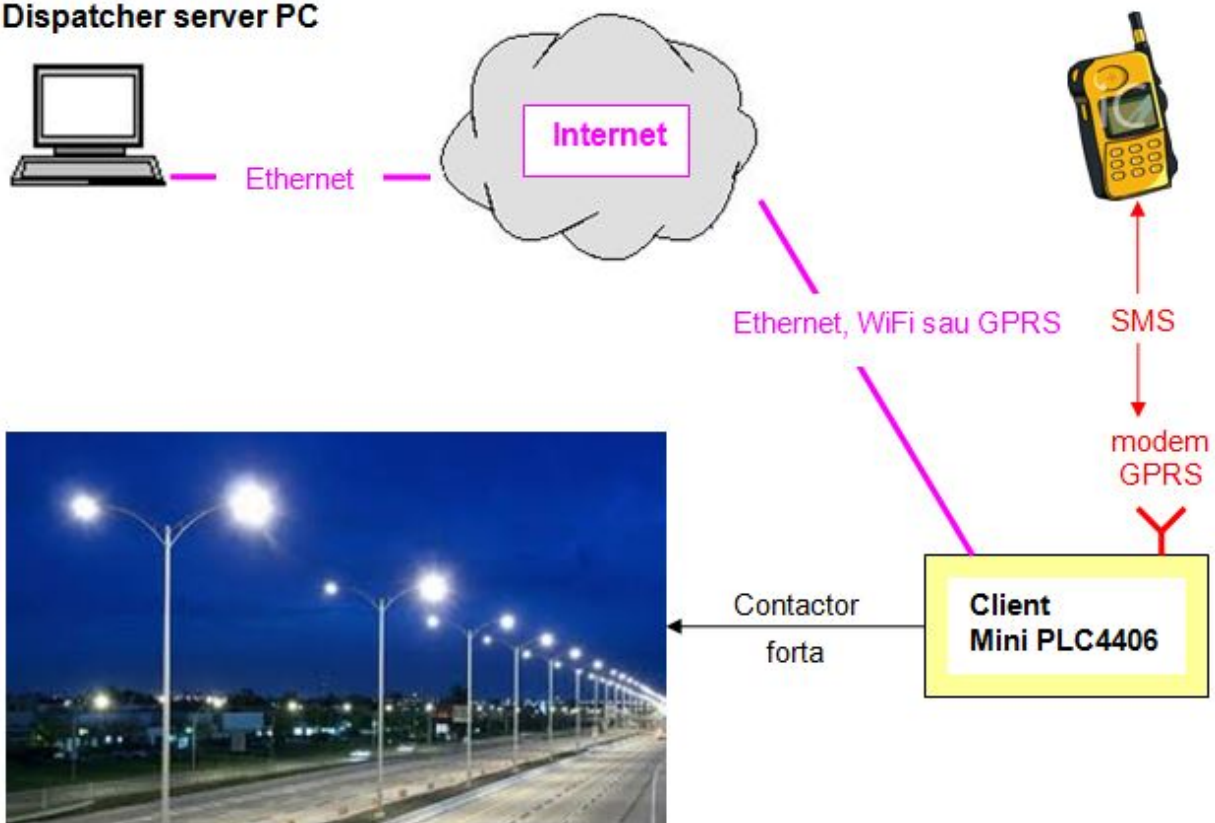 Dispatcher server PC
Internet
Ethernet
Ethernet, WiFi sau GPRS
SMS
modem
GPRS
Contactor
forta
Client
Mini PLC4406